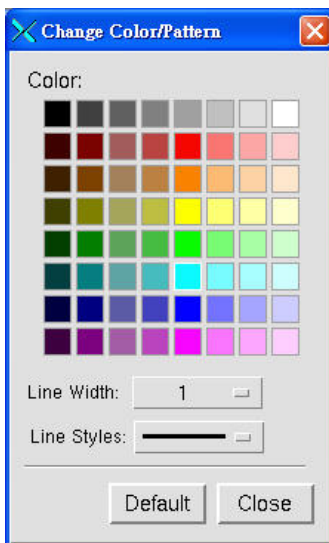 Change Color/Pattern
Color:
Line Width: 1
Line Styles:
Default Close